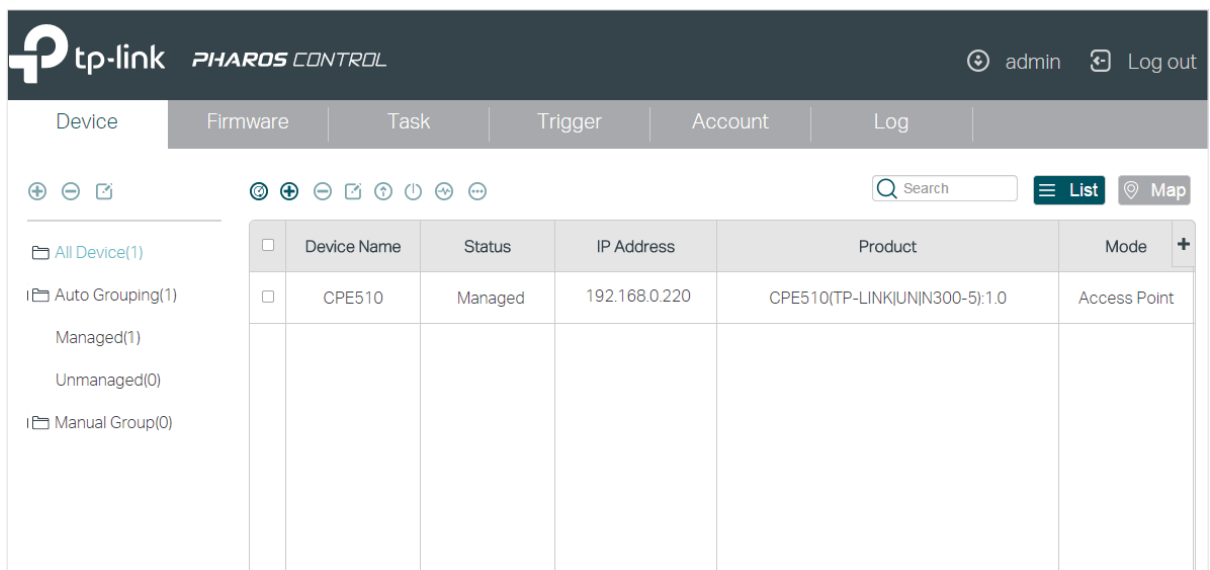 tp-link PHAROS CONTROL admin Log out
Device Firmware Task Trigger Account Log
Search List Map
All Device(1)
Auto Grouping(1)
Managed(1)
Unmanaged(0)
Manual Group(0)
Device Name Status IP Address Product Mode +
CPE510 Managed 192.168.0.220 CPE510(TP-LINK|UN|N300-5):1.0 Access Point